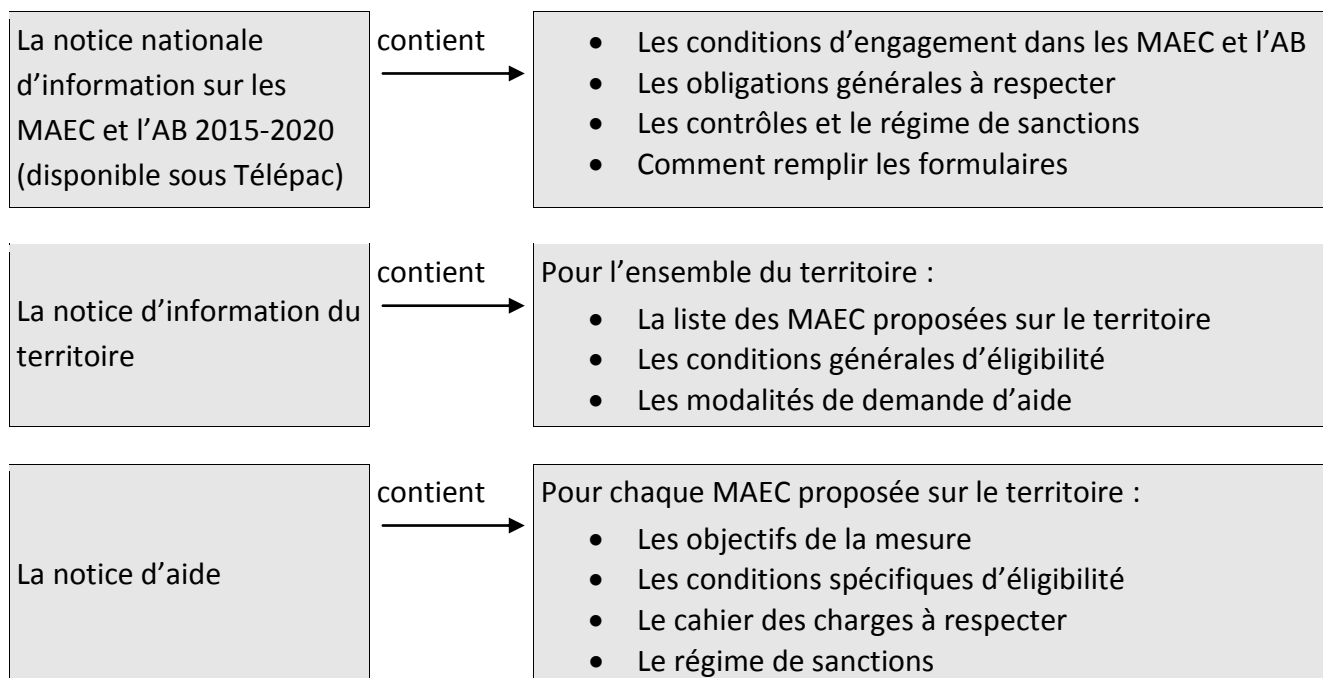 La notice nationale
d’information sur les
MAEC et l’AB 2015-2020
(disponible sous Télépac)
contient
• Les conditions d’engagement dans les MAEC et l’AB
• Les obligations générales à respecter
• Les contrôles et le régime de sanctions
• Comment remplir les formulaires
La notice d’information du
territoire
contient
Pour l’ensemble du territoire :
• La liste des MAEC proposées sur le territoire
• Les conditions générales d’éligibilité
• Les modalités de demande d’aide
La notice d’aide
contient
Pour chaque MAEC proposée sur le territoire :
• Les objectifs de la mesure
• Les conditions spécifiques d’éligibilité
• Le cahier des charges à respecter
• Le régime de sanctions